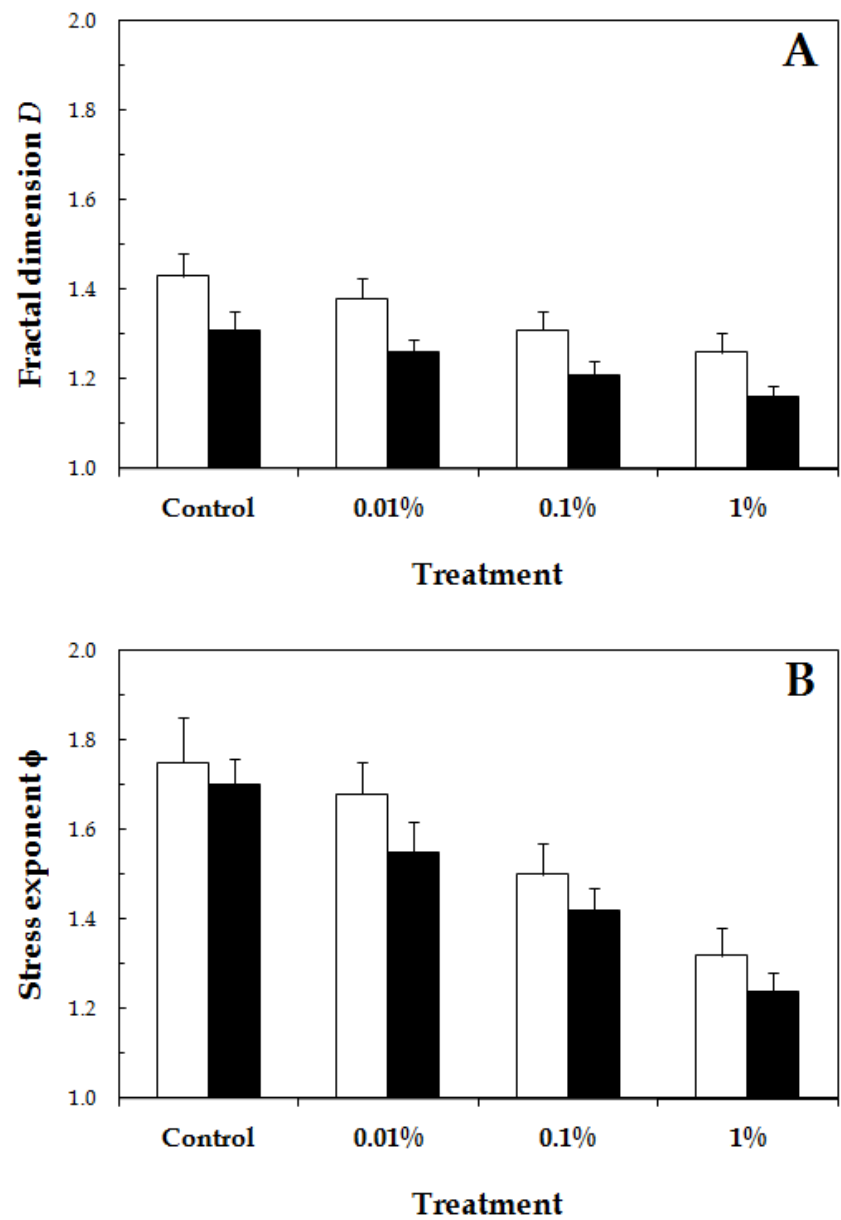 A
Fractal dimension D
2.0
1.8
1.6
1.4
1.2
1.0
Control 0.01% 0.1% 1%
Treatment
B
Stress exponent ϕ
2.0
1.8
1.6
1.4
1.2
1.0
Control 0.01% 0.1% 1%
Treatment